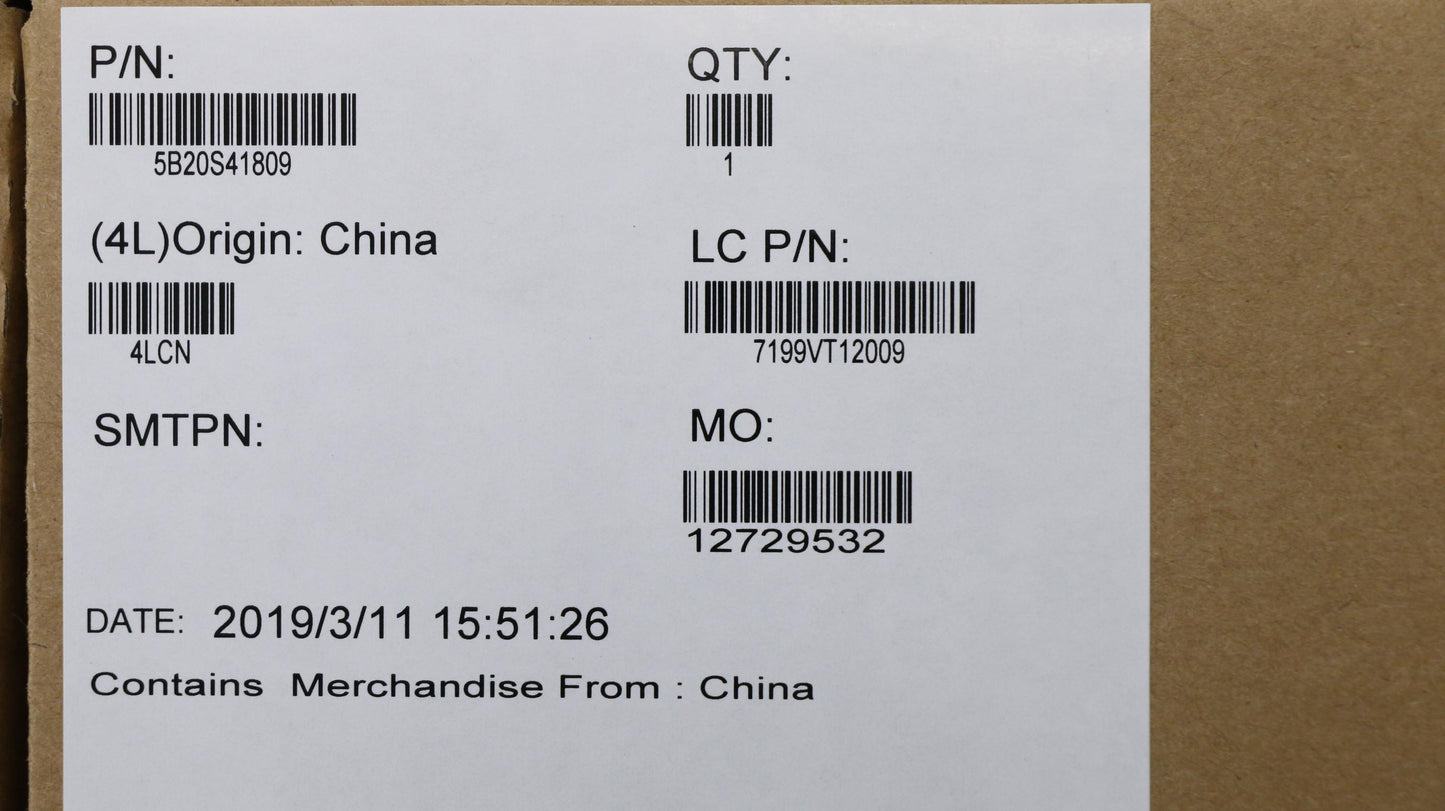 P/N:
QTY:
5B20S41809
1
(4L)Origin: China
LC P/N:
4LCN
7199VT12009
SMTPN:
MO:
12729532
DATE: 2019/3/11 15:51:26
Contains Merchandise From : China